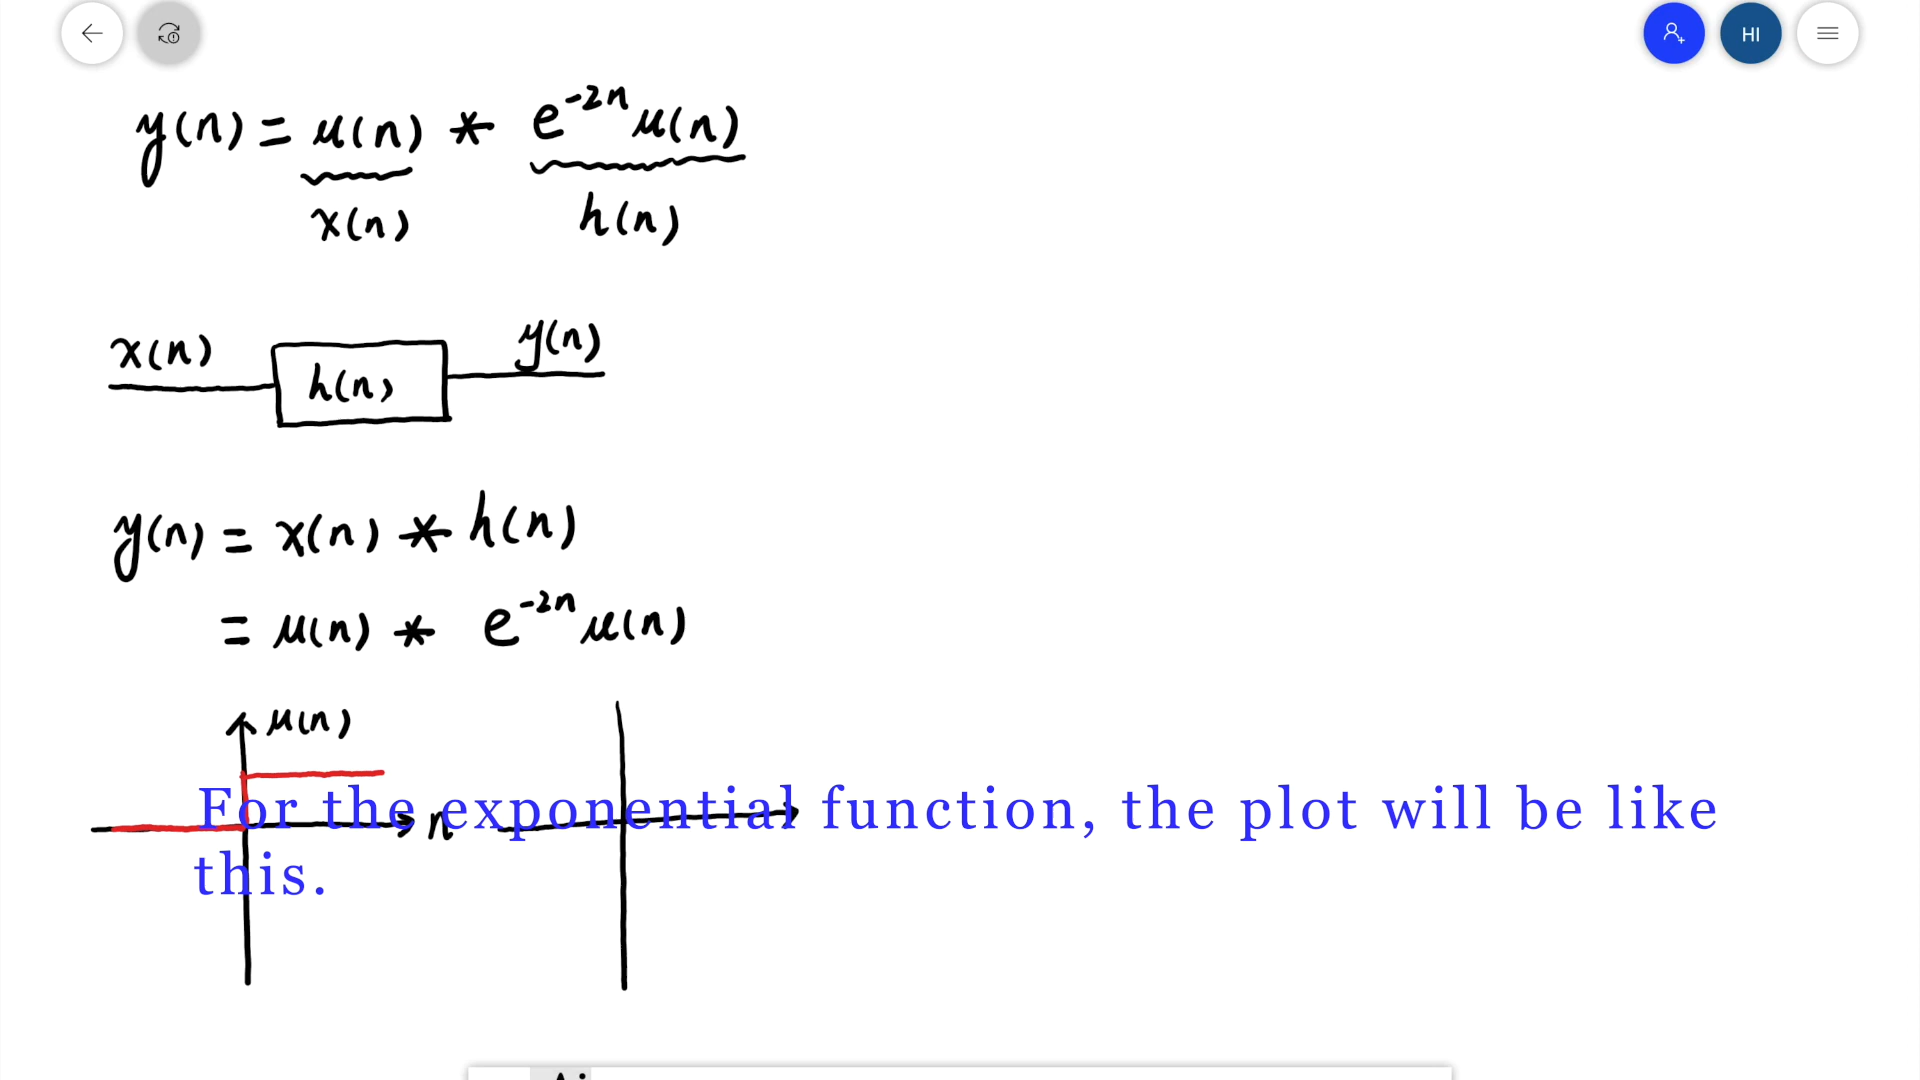 HI
y(n) = u(n) * e^{-2n} u(n)
x(n) h(n)
x(n) h(n) y(n)
y(n) = x(n) * h(n)
= u(n) * e^{-2n} u(n)
u(n)
n
For the exponential function, the plot will be like
this.